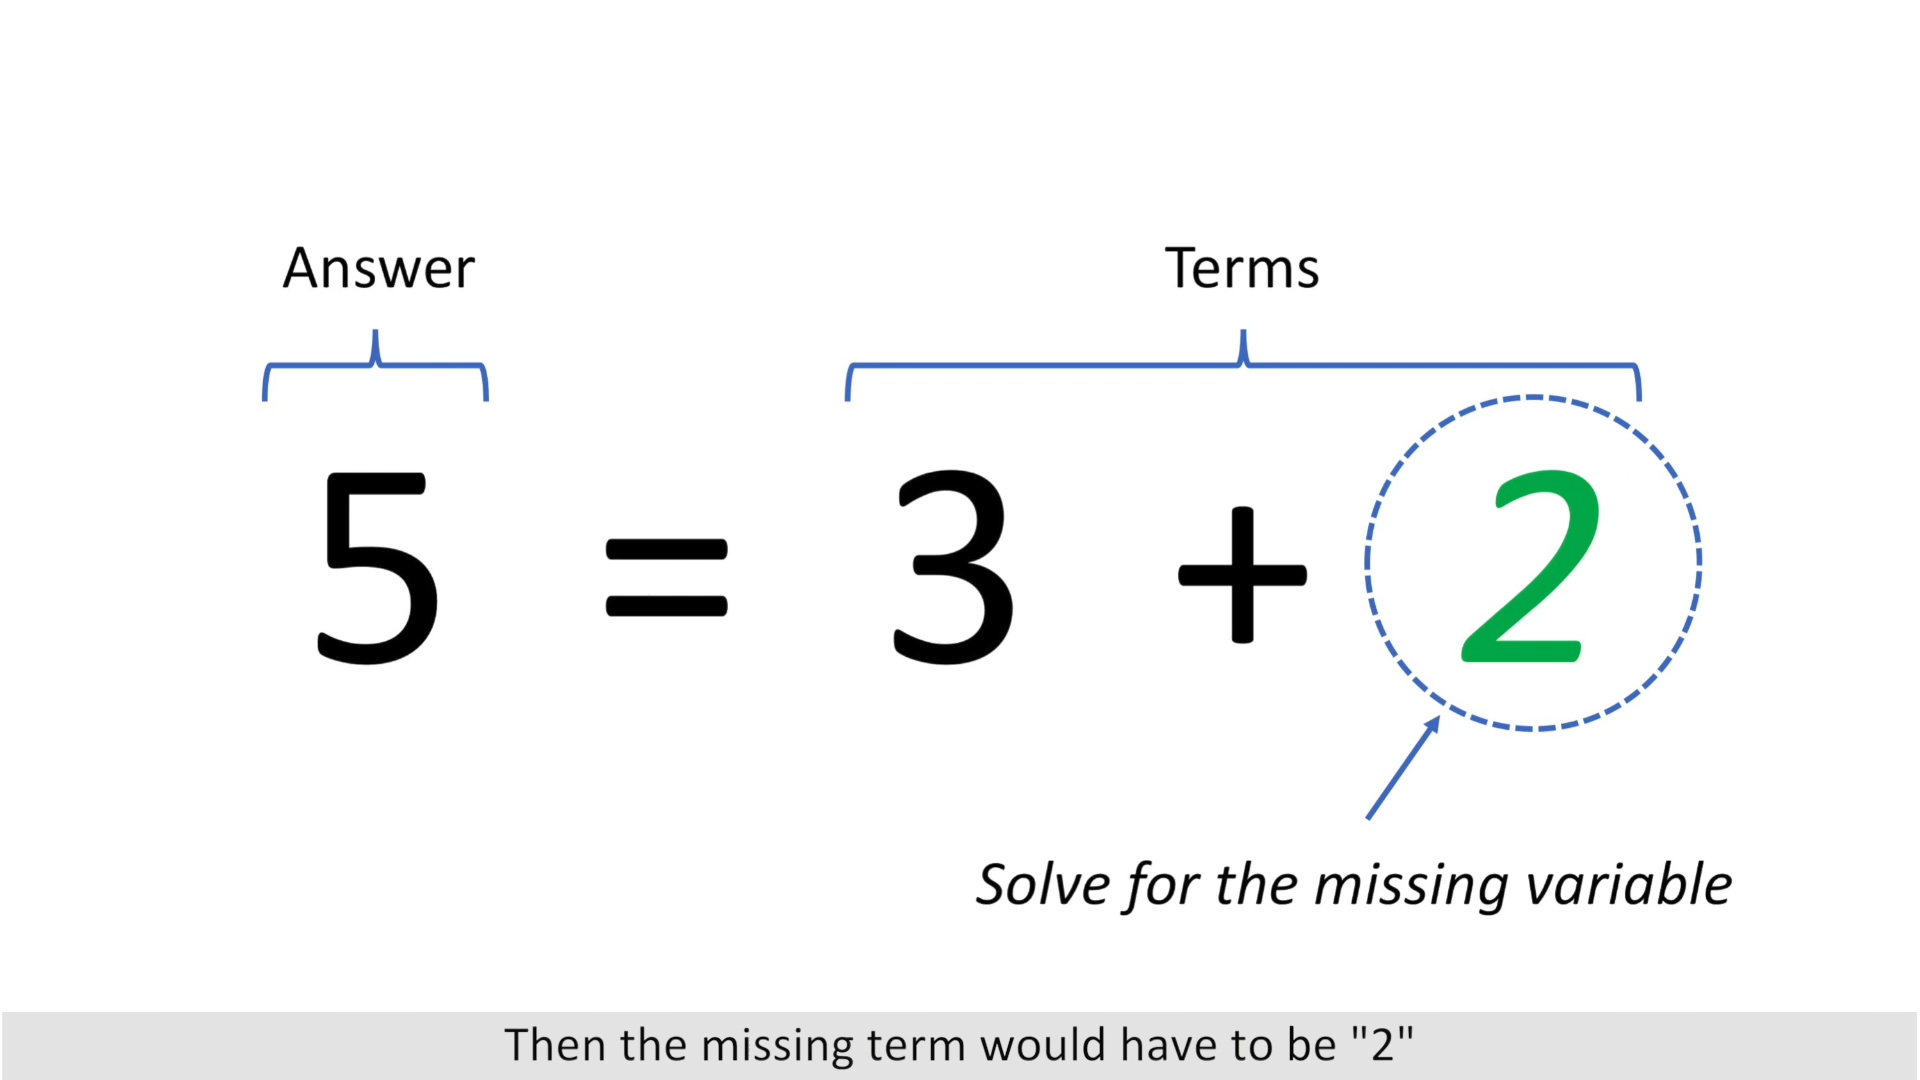 Answer
Terms
5 = 3 + 2
Solve for the missing variable
Then the missing term would have to be "2"